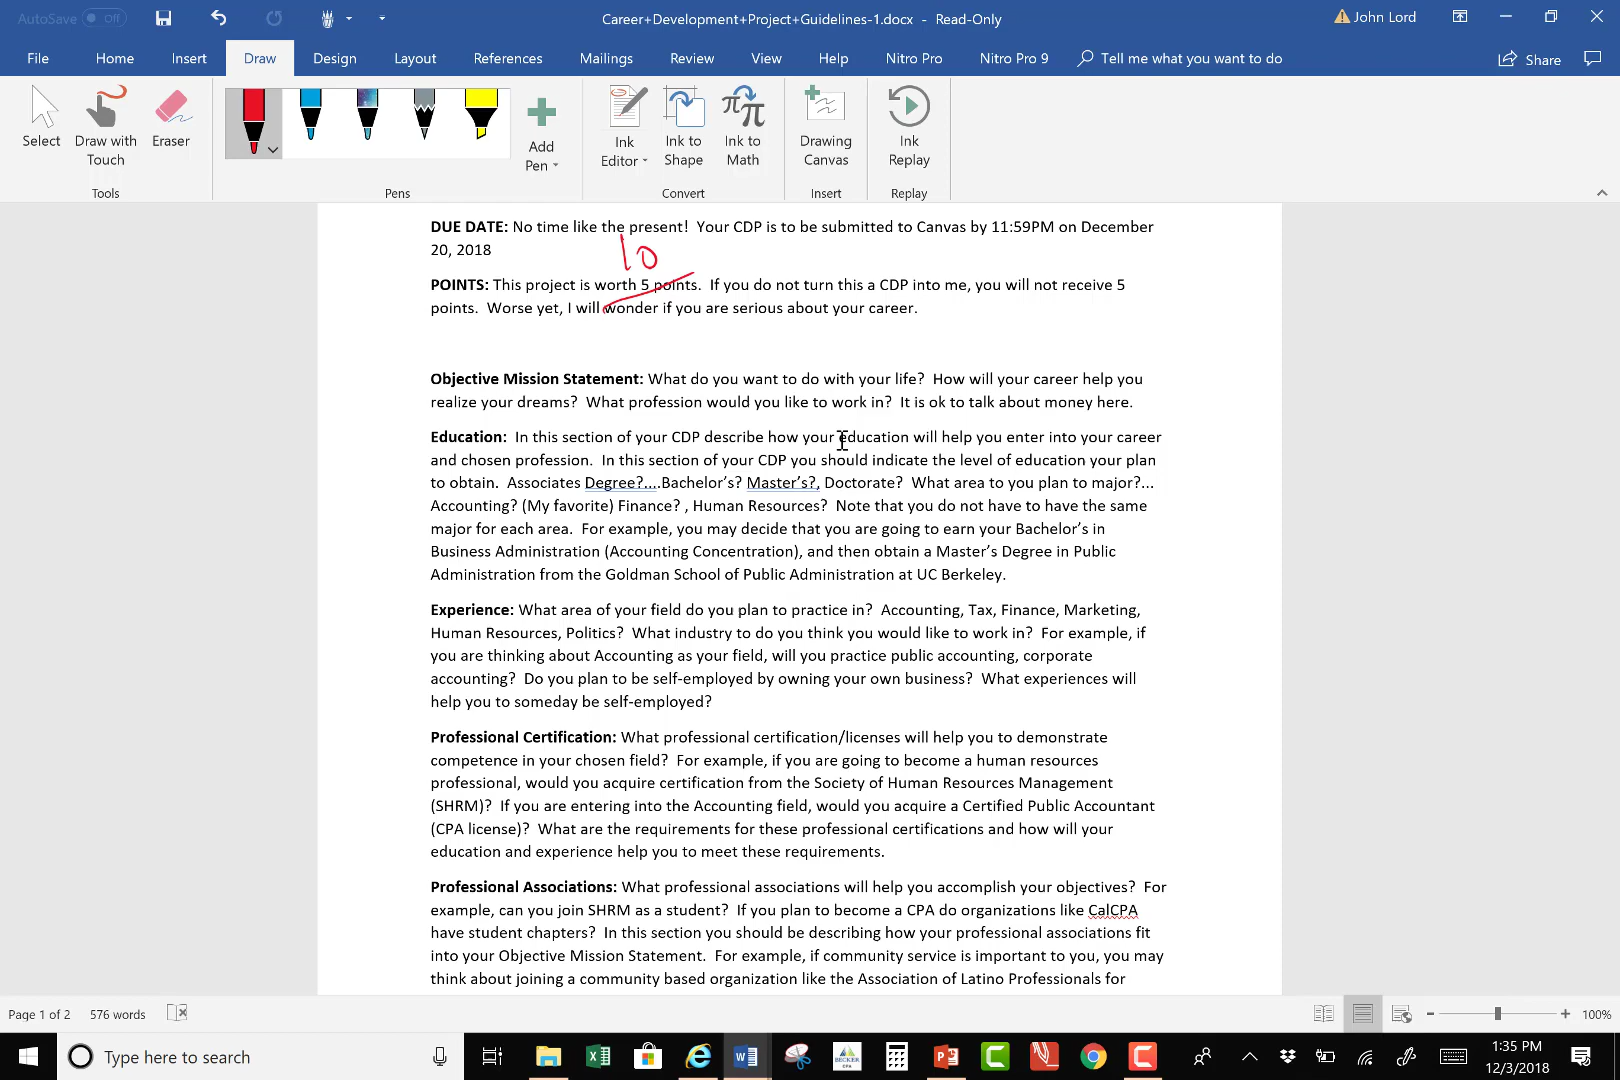 AutoSave Off
Career+Development+Project+Guidelines-1.docx - Read-Only
John Lord
File Home Insert Draw Design Layout References Mailings Review View Help Nitro Pro Nitro Pro 9 Tell me what you want to do Share
Select Draw with Touch Eraser
Add Pen
Ink Editor Ink to Shape Ink to Math
Drawing Canvas
Ink Replay
Tools Pens Convert Insert Replay
DUE DATE: No time like the present! Your CDP is to be submitted to Canvas by 11:59PM on December
20, 2018
10
POINTS: This project is worth 5 points. If you do not turn this a CDP into me, you will not receive 5
points. Worse yet, I will wonder if you are serious about your career.
Objective Mission Statement: What do you want to do with your life? How will your career help you
realize your dreams? What profession would you like to work in? It is ok to talk about money here.
Education: In this section of your CDP describe how your education will help you enter into your career
and chosen profession. In this section of your CDP you should indicate the level of education your plan
to obtain. Associates Degree?....Bachelor's? Master's?, Doctorate? What area to you plan to major?...
Accounting? (My favorite) Finance? , Human Resources? Note that you do not have to have the same
major for each area. For example, you may decide that you are going to earn your Bachelor's in
Business Administration (Accounting Concentration), and then obtain a Master's Degree in Public
Administration from the Goldman School of Public Administration at UC Berkeley.
Experience: What area of your field do you plan to practice in? Accounting, Tax, Finance, Marketing,
Human Resources, Politics? What industry to do you think you would like to work in? For example, if
you are thinking about Accounting as your field, will you practice public accounting, corporate
accounting? Do you plan to be self-employed by owning your own business? What experiences will
help you to someday be self-employed?
Professional Certification: What professional certification/licenses will help you to demonstrate
competence in your chosen field? For example, if you are going to become a human resources
professional, would you acquire certification from the Society of Human Resources Management
(SHRM)? If you are entering into the Accounting field, would you acquire a Certified Public Accountant
(CPA license)? What are the requirements for these professional certifications and how will your
education and experience help you to meet these requirements.
Professional Associations: What professional associations will help you accomplish your objectives? For
example, can you join SHRM as a student? If you plan to become a CPA do organizations like CalCPA
have student chapters? In this section you should be describing how your professional associations fit
into your Objective Mission Statement. For example, if community service is important to you, you may
think about joining a community based organization like the Association of Latino Professionals for
Page 1 of 2 576 words 100%
Type here to search
BECKER
1:35 PM
12/3/2018